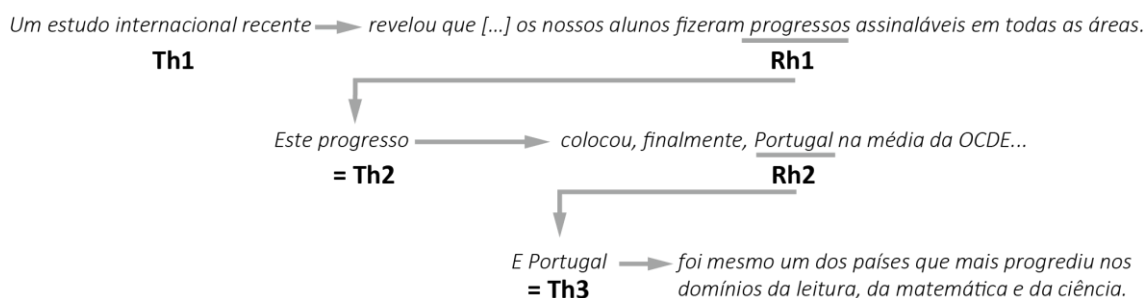 Um estudo internacional recente revelou que [...] os nossos alunos fizeram progressos assinaláveis em todas as áreas.
Th1 Rh1
Este progresso colocou, finalmente, Portugal na média da OCDE...
= Th2 Rh2
E Portugal foi mesmo um dos países que mais progrediu nos
= Th3 domínios da leitura, da matemática e da ciência.